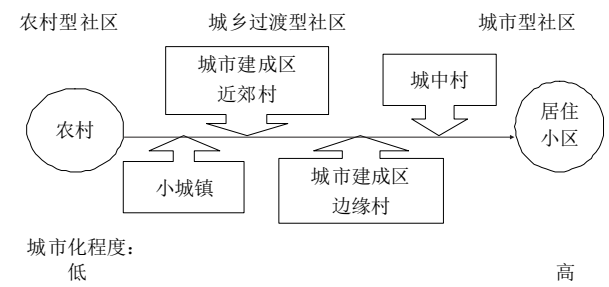 农村型社区 城乡过渡型社区 城市型社区
城市建成区
近郊村
城中村
农村
居住
小区
小城镇
城市建成区
边缘村
城市化程度：
低 高